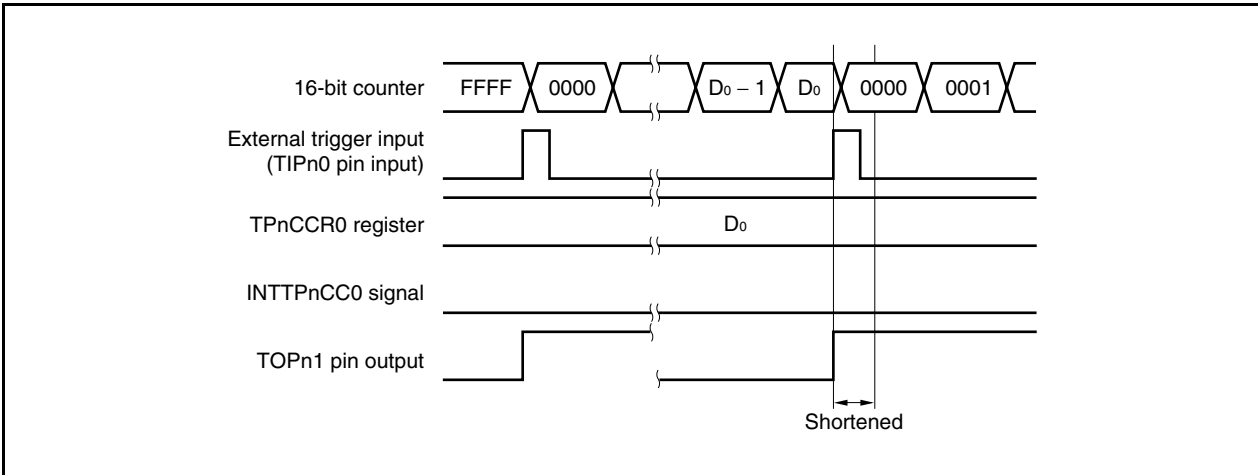 16-bit counter FFFF 0000 D0 − 1 D0 0000 0001
External trigger input
(TIPn0 pin input)
TPnCCR0 register D0
INTTPnCC0 signal
TOPn1 pin output
Shortened